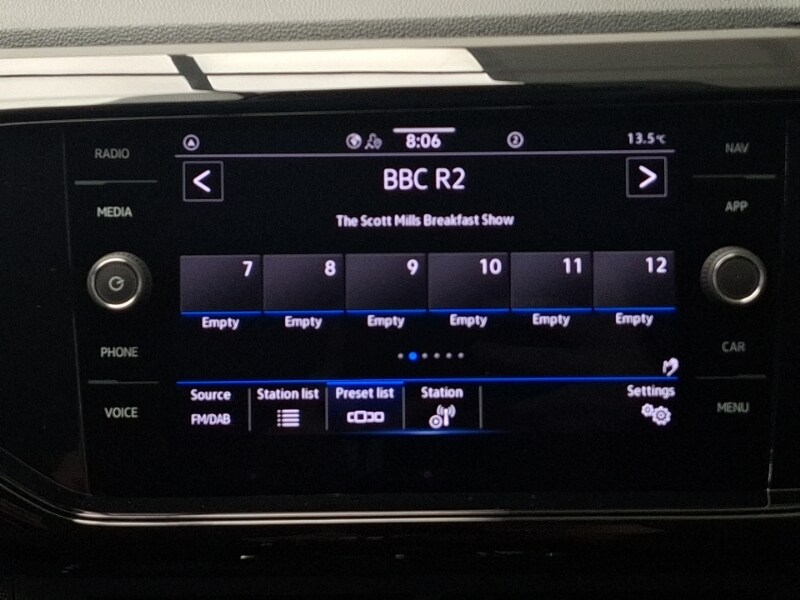 RADIO
MEDIA
PHONE
VOICE
8:06
2
13.5°C
<
BBC R2
>
The Scott Mills Breakfast Show
7 8 9 10 11 12
Empty Empty Empty Empty Empty Empty
Source Station list Preset list Station Settings
FM/DAB
NAV
APP
CAR
MENU